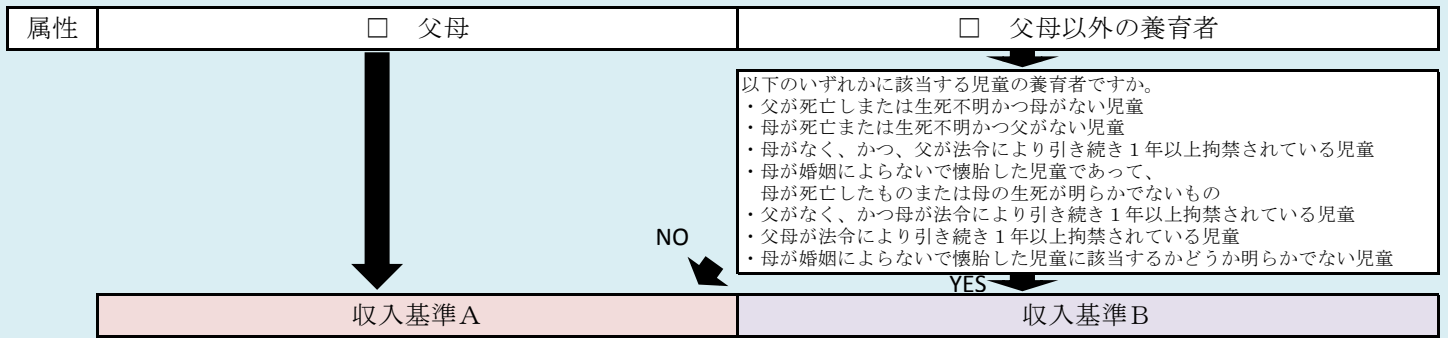 属性 □ 父母 □ 父母以外の養育者
以下のいずれかに該当する児童の養育者ですか。
・父が死亡しまたは生死不明かつ母がない児童
・母が死亡または生死不明かつ父がない児童
・母がなく、かつ、父が法令により引き続き１年以上拘禁されている児童
・母が婚姻によらないで懐胎した児童であって、
母が死亡したものまたは母の生死が明らかでないもの
・父がなく、かつ母が法令により引き続き１年以上拘禁されている児童
・父母が法令により引き続き１年以上拘禁されている児童
・母が婚姻によらないで懐胎した児童に該当するかどうか明らかでない児童
NO
YES
収入基準Ａ 収入基準Ｂ